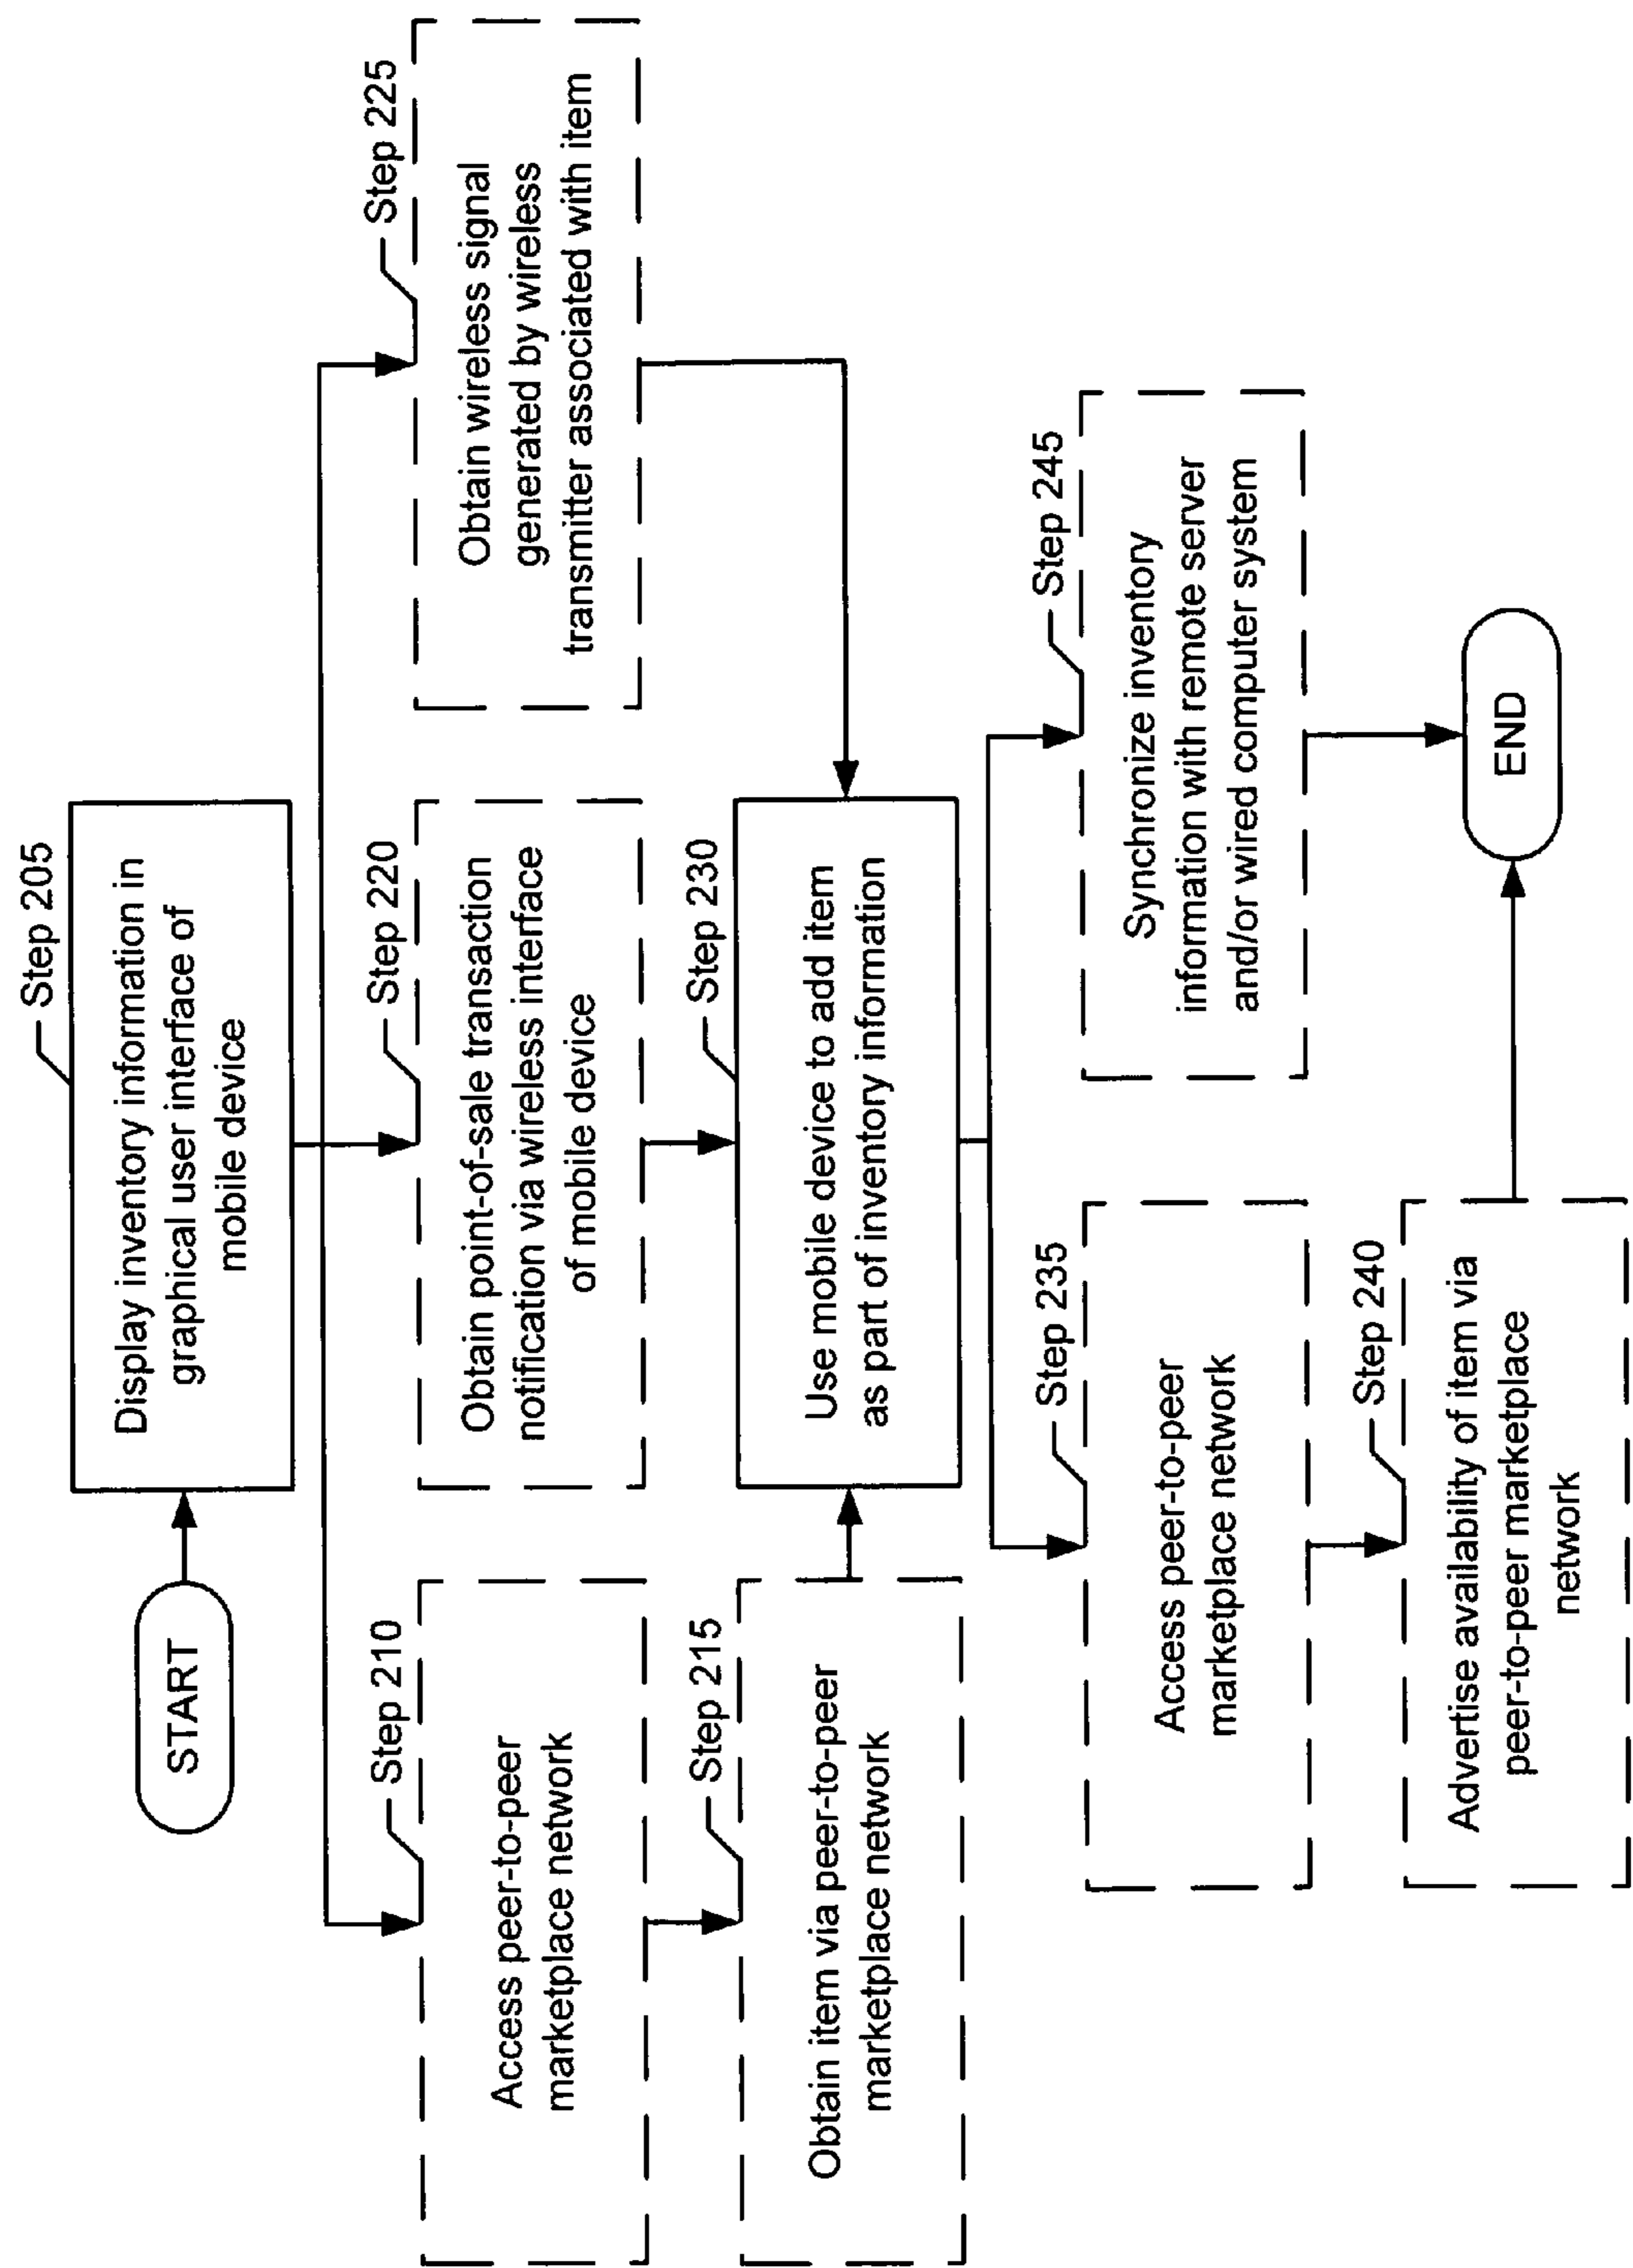 START
Step 205
Display inventory information in
graphical user interface of
mobile device
Step 210
Access peer-to-peer
marketplace network
Step 220
Obtain point-of-sale transaction
notification via wireless interface
of mobile device
Step 225
Obtain wireless signal
generated by wireless
transmitter associated with item
Step 215
Obtain item via peer-to-peer
marketplace network
Step 230
Use mobile device to add item
as part of inventory information
Step 235
Access peer-to-peer
marketplace network
Step 245
Synchronize inventory
information with remote server
and/or wired computer system
Step 240
Advertise availability of item via
peer-to-peer marketplace
network
END